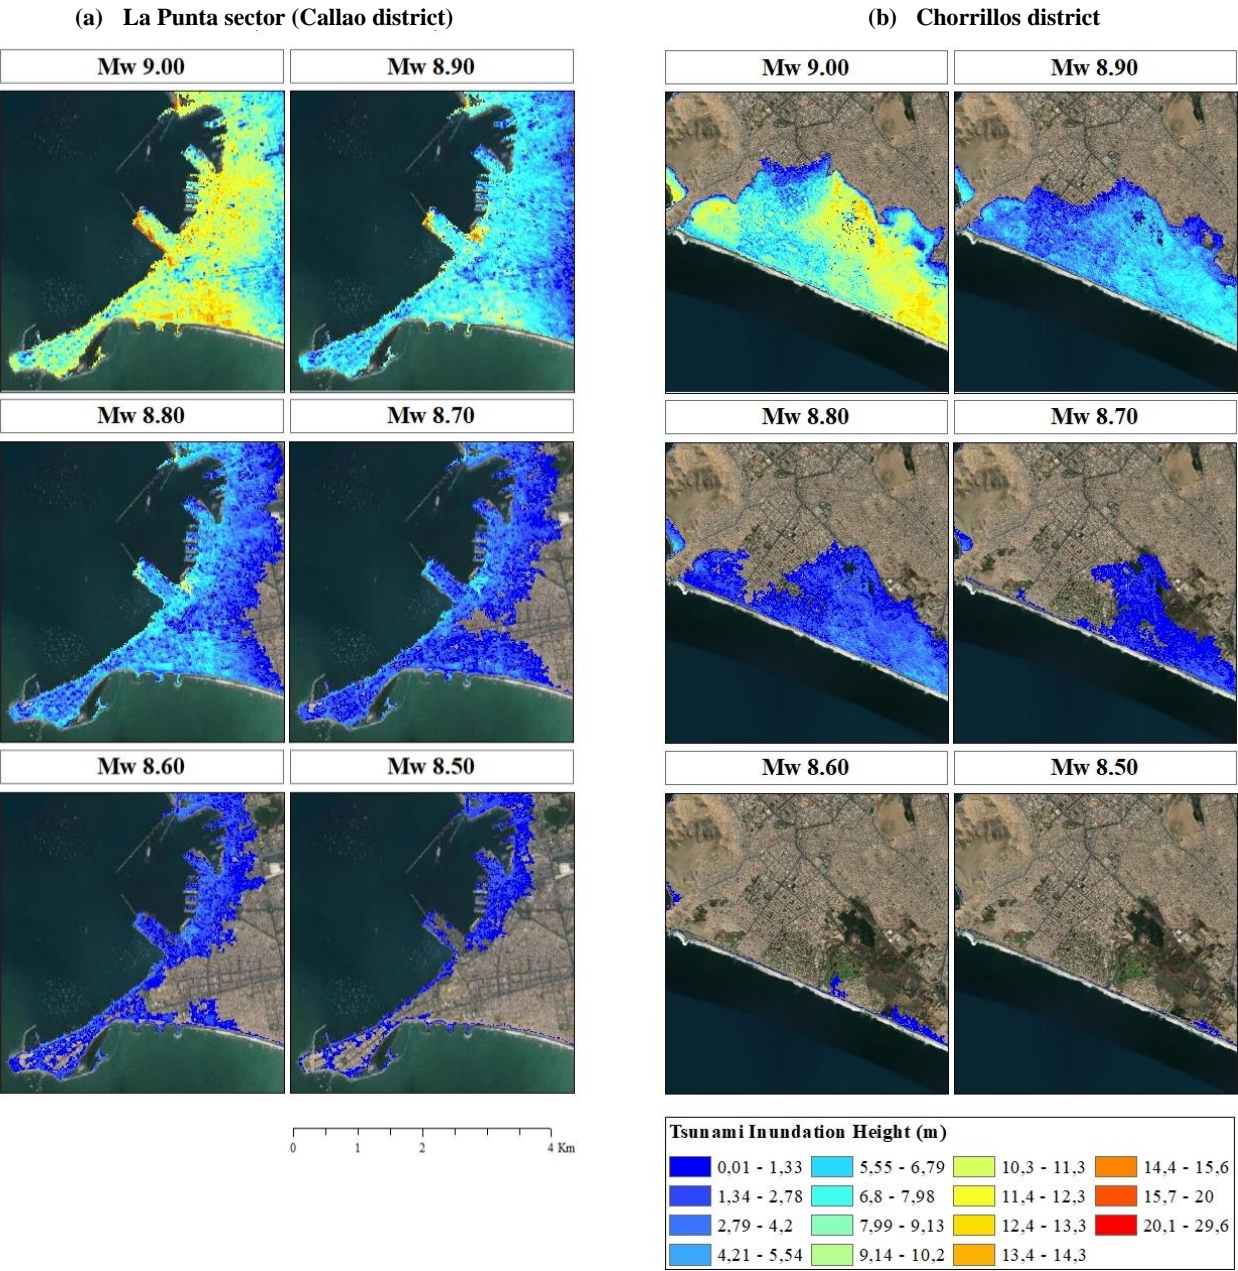 (a) La Punta sector (Callao district)
(b) Chorrillos district
Mw 9.00
Mw 8.90
Mw 9.00
Mw 8.90
Mw 8.80
Mw 8.70
Mw 8.80
Mw 8.70
Mw 8.60
Mw 8.50
Mw 8.60
Mw 8.50
0 1 2 4 Km
Tsunami Inundation Height (m)
0,01 - 1,33
5,55 - 6,79
10,3 - 11,3
14,4 - 15,6
1,34 - 2,78
6,8 - 7,98
11,4 - 12,3
15,7 - 20
2,79 - 4,2
7,99 - 9,13
12,4 - 13,3
20,1 - 29,6
4,21 - 5,54
9,14 - 10,2
13,4 - 14,3